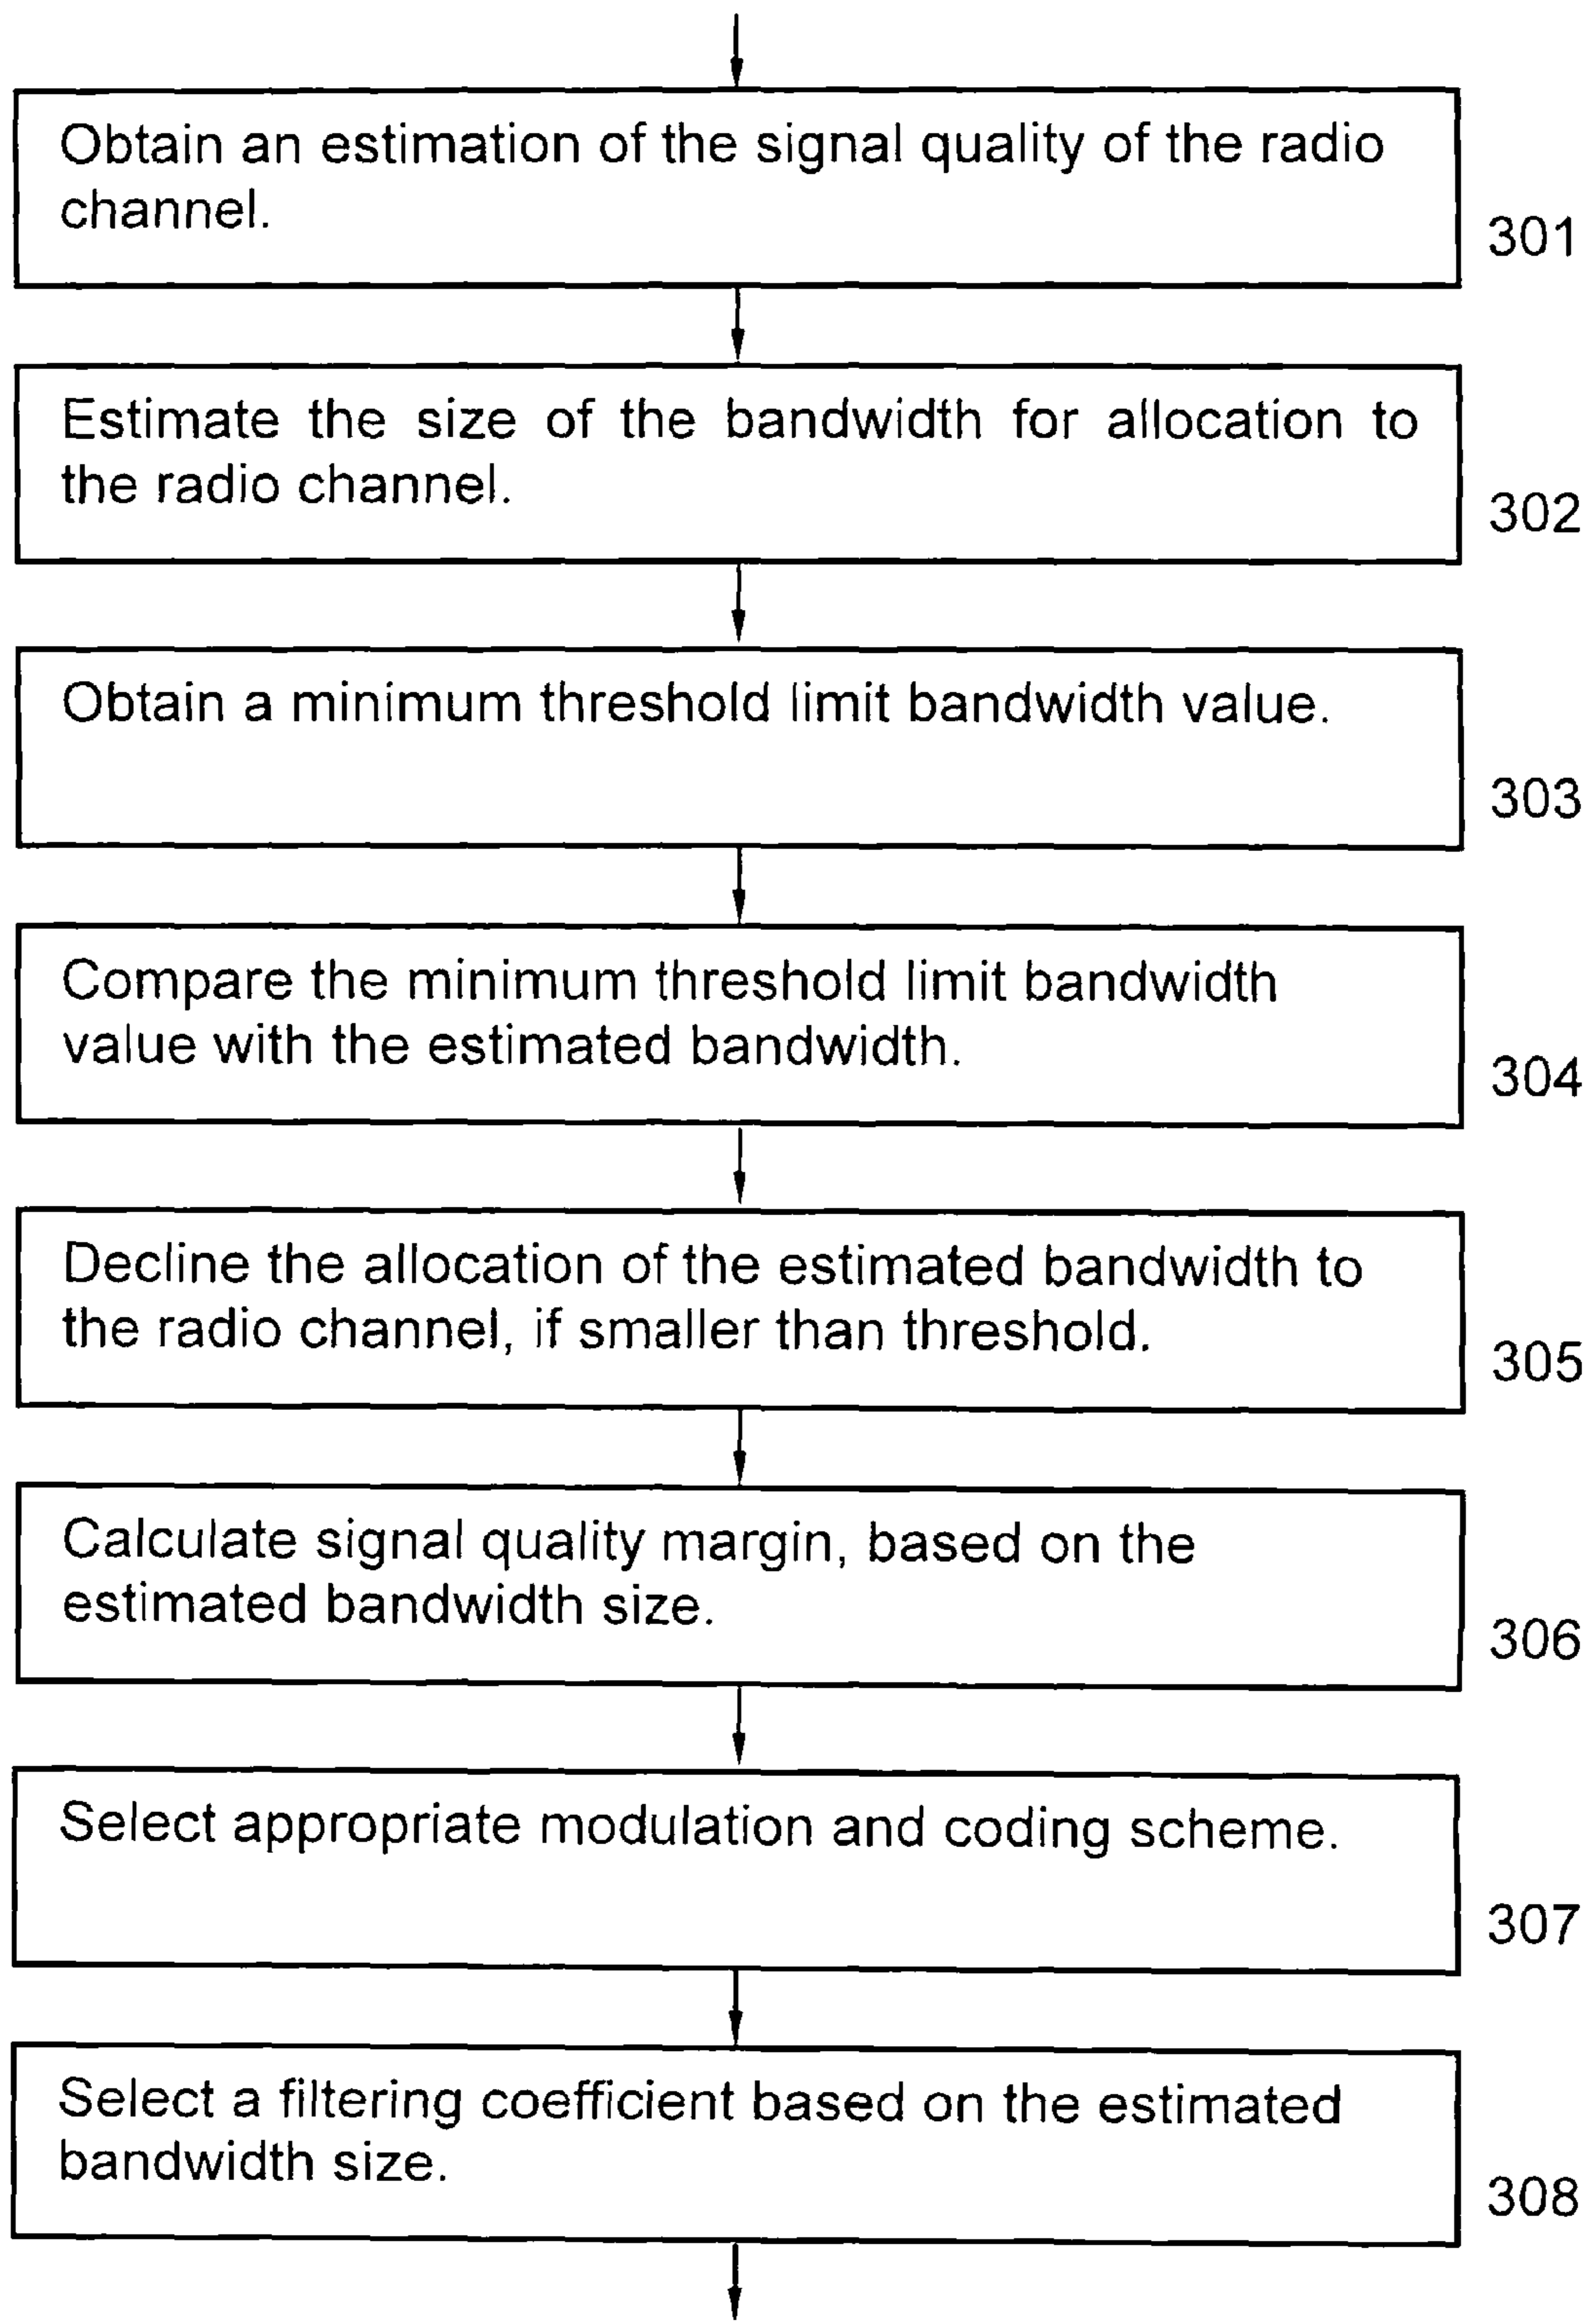 Obtain an estimation of the signal quality of the radio
channel.
301
Estimate the size of the bandwidth for allocation to
the radio channel.
302
Obtain a minimum threshold limit bandwidth value.
303
Compare the minimum threshold limit bandwidth
value with the estimated bandwidth.
304
Decline the allocation of the estimated bandwidth to
the radio channel, if smaller than threshold.
305
Calculate signal quality margin, based on the
estimated bandwidth size.
306
Select appropriate modulation and coding scheme.
307
Select a filtering coefficient based on the estimated
bandwidth size.
308